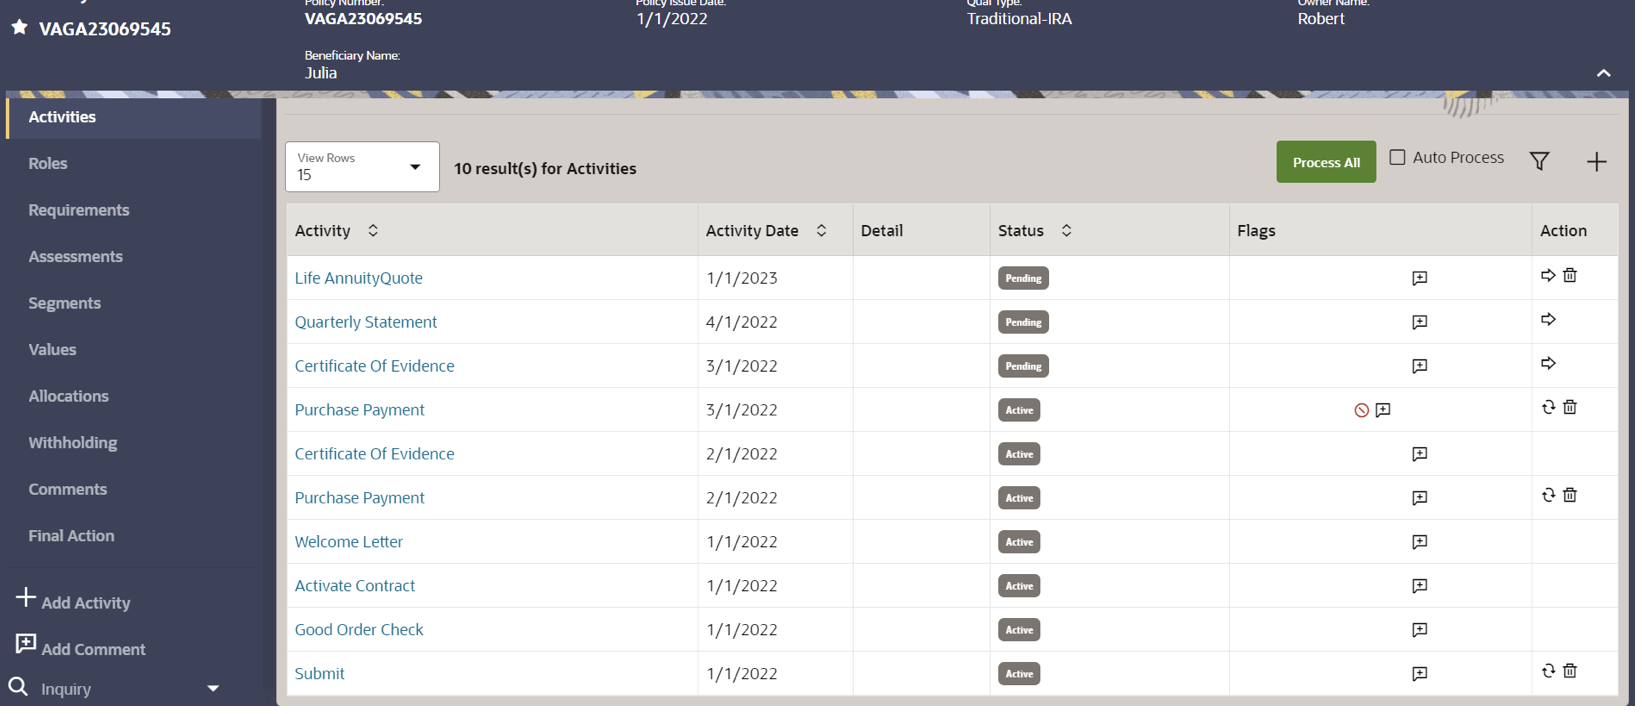 VAGA23069545
Policy Number:
VAGA23069545
Policy Issue Date:
1/1/2022
Qual Type:
Traditional-IRA
Owner Name:
Robert
Beneficiary Name:
Julia
Activities
Roles
Requirements
Assessments
Segments
Values
Allocations
Withholding
Comments
Final Action
Add Activity
Add Comment
Inquiry
View Rows
15
10 result(s) for Activities
Process All
Auto Process
Activity Activity Date Detail Status Flags Action
Life AnnuityQuote 1/1/2023 Pending
Quarterly Statement 4/1/2022 Pending
Certificate Of Evidence 3/1/2022 Pending
Purchase Payment 3/1/2022 Active
Certificate Of Evidence 2/1/2022 Active
Purchase Payment 2/1/2022 Active
Welcome Letter 1/1/2022 Active
Activate Contract 1/1/2022 Active
Good Order Check 1/1/2022 Active
Submit 1/1/2022 Active